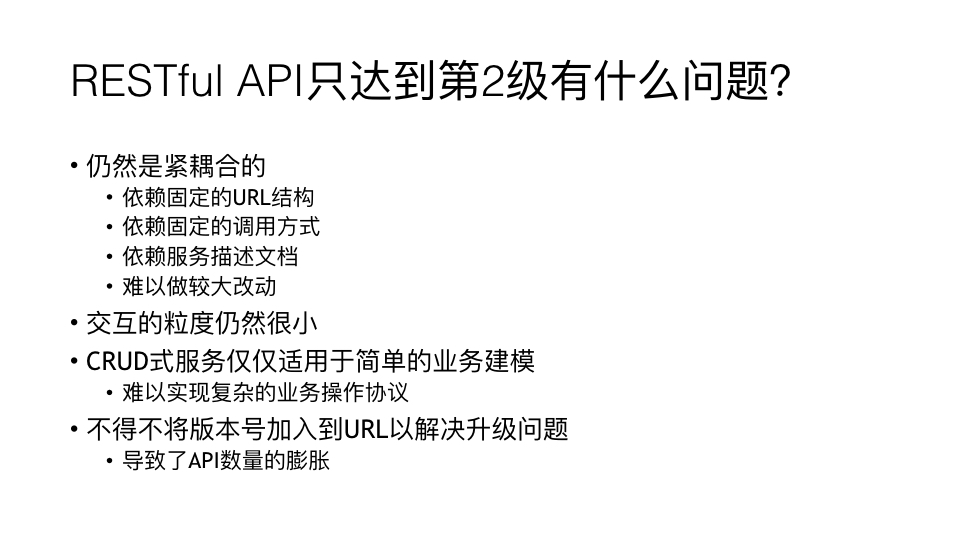 RESTful API只达到第2级有什么问题?
• 仍然是紧耦合的
• 依赖固定的URL结构
• 依赖固定的调用方式
• 依赖服务描述文档
• 难以做较大改动
• 交互的粒度仍然很小
• CRUD式服务仅仅适用于简单的业务建模
• 难以实现复杂的业务操作协议
• 不得不将版本号加入到URL以解决升级问题
• 导致了API数量的膨胀